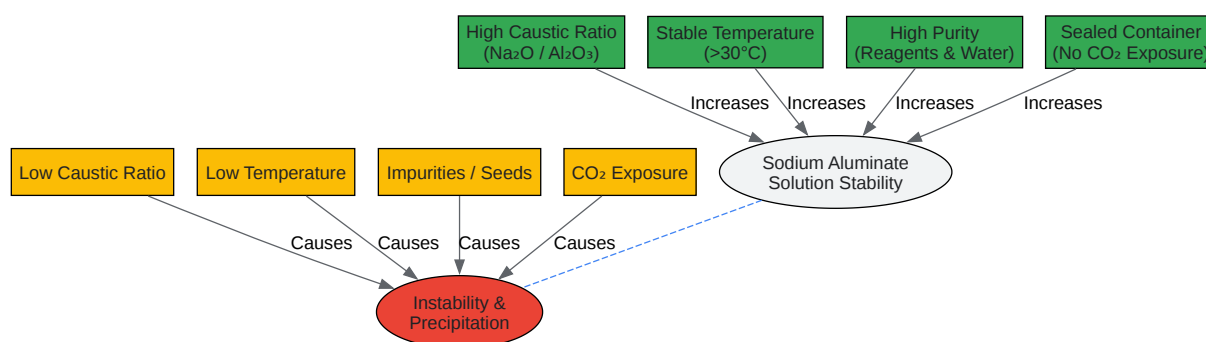 High Caustic Ratio
(Na₂O / Al₂O₃)
Stable Temperature
(>30°C)
High Purity
(Reagents & Water)
Sealed Container
(No CO₂ Exposure)
Increases
Increases
Increases
Increases
Sodium Aluminate
Solution Stability
Low Caustic Ratio
Low Temperature
Impurities / Seeds
CO₂ Exposure
Causes
Causes
Causes
Causes
Instability &
Precipitation